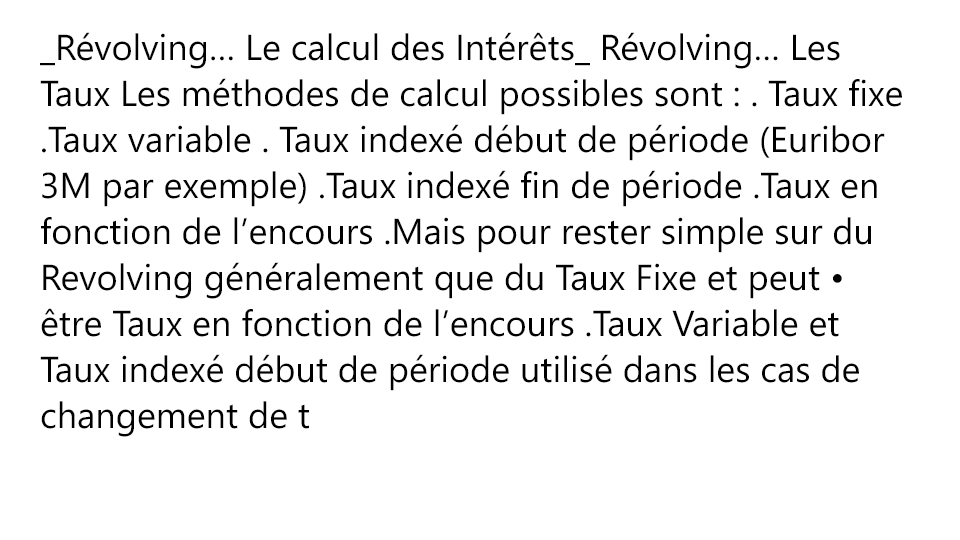 _Révolving… Le calcul des Intérêts_ Révolving… Les
Taux Les méthodes de calcul possibles sont : . Taux fixe
.Taux variable . Taux indexé début de période (Euribor
3M par exemple) .Taux indexé fin de période .Taux en
fonction de l’encours .Mais pour rester simple sur du
Revolving généralement que du Taux Fixe et peut •
être Taux en fonction de l’encours .Taux Variable et
Taux indexé début de période utilisé dans les cas de
changement de t